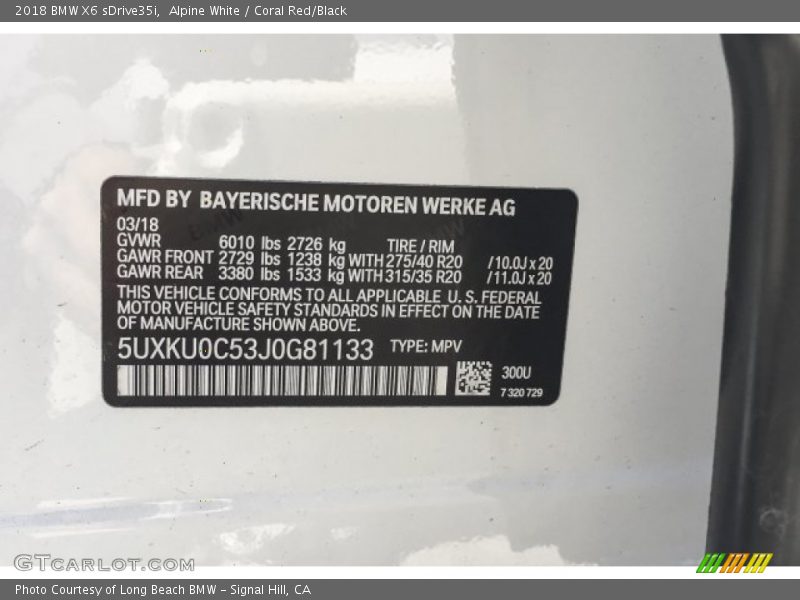 2018 BMW X6 sDrive35i,  Alpine White / Coral Red/Black
MFD BY BAYERISCHE MOTOREN WERKE AG
03/18
GVWR 6010 lbs 2726 kg TIRE / RIM
GAWR FRONT 2729 lbs 1238 kg WITH 275/40 R20 /10.0J x 20
GAWR REAR 3380 lbs 1533 kg WITH 315/35 R20 /11.0J x 20
THIS VEHICLE CONFORMS TO ALL APPLICABLE U. S. FEDERAL
MOTOR VEHICLE SAFETY STANDARDS IN EFFECT ON THE DATE
OF MANUFACTURE SHOWN ABOVE.
5UXKU0C53J0G81133 TYPE: MPV
300U
7 320 729
GTCARLOT.COM
Photo Courtesy of Long Beach BMW - Signal Hill, CA